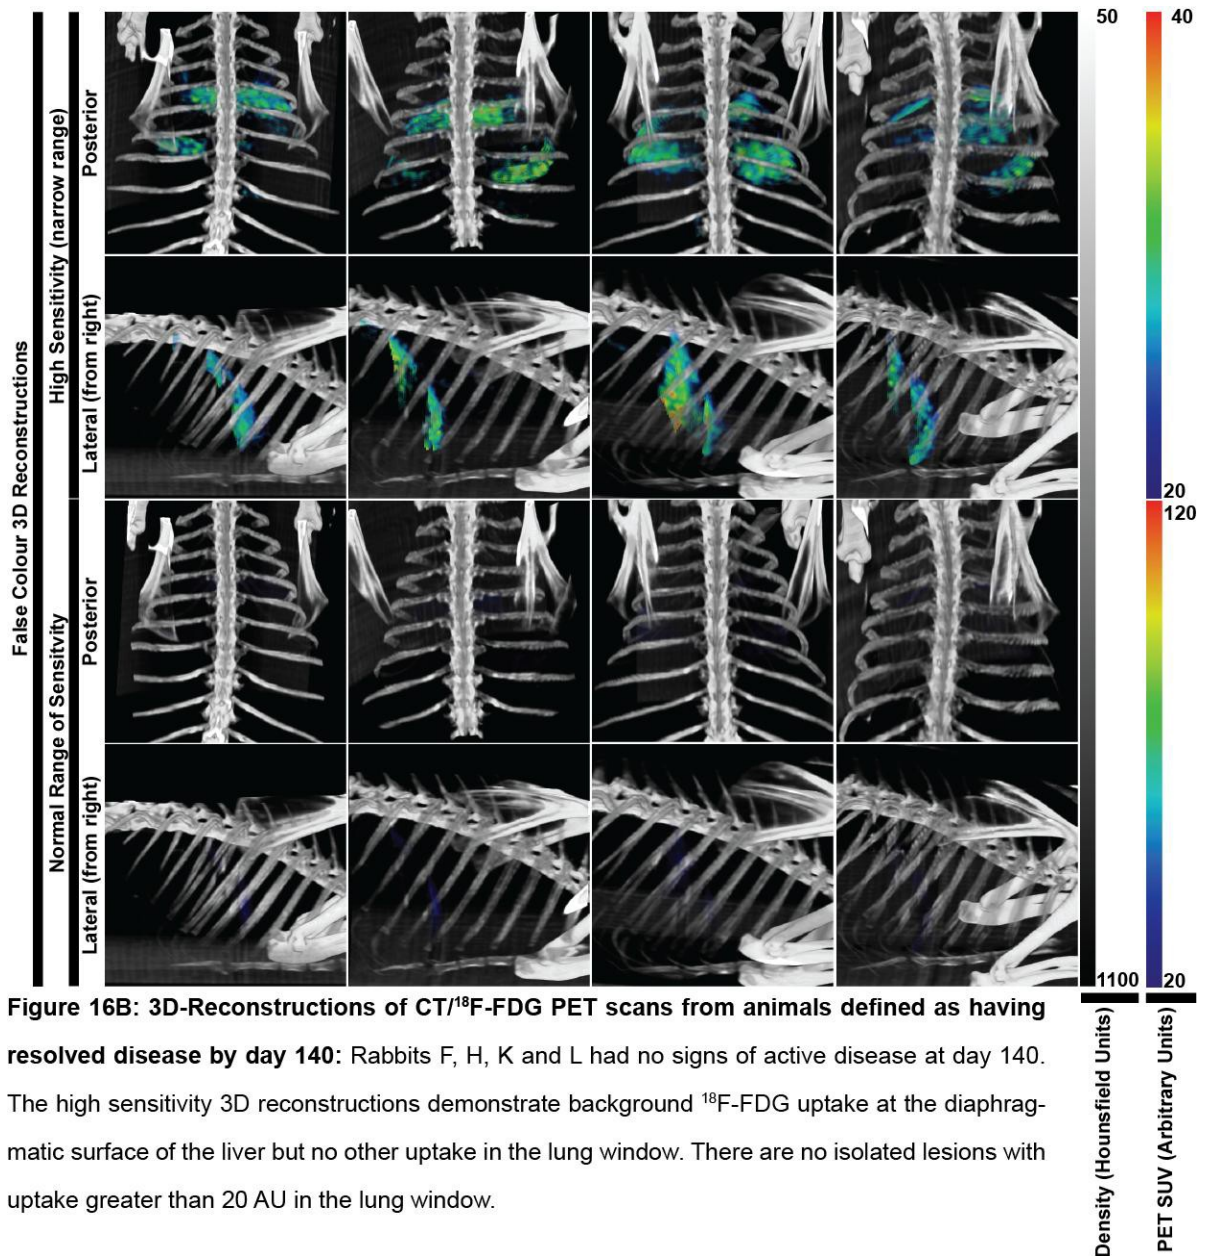 False Colour 3D Reconstructions
High Sensitivity (narrow range)
Posterior
Lateral (from right)
Normal Range of Sensivity
Posterior
Lateral (from right)
50
1100
Density (Hounsfield Units)
40
20
120
20
PET SUV (Arbitrary Units)
Figure 16B: 3D-Reconstructions of CT/¹⁸F-FDG PET scans from animals defined as having
resolved disease by day 140: Rabbits F, H, K and L had no signs of active disease at day 140.
The high sensitivity 3D reconstructions demonstrate background ¹⁸F-FDG uptake at the diaphrag-
matic surface of the liver but no other uptake in the lung window. There are no isolated lesions with
uptake greater than 20 AU in the lung window.